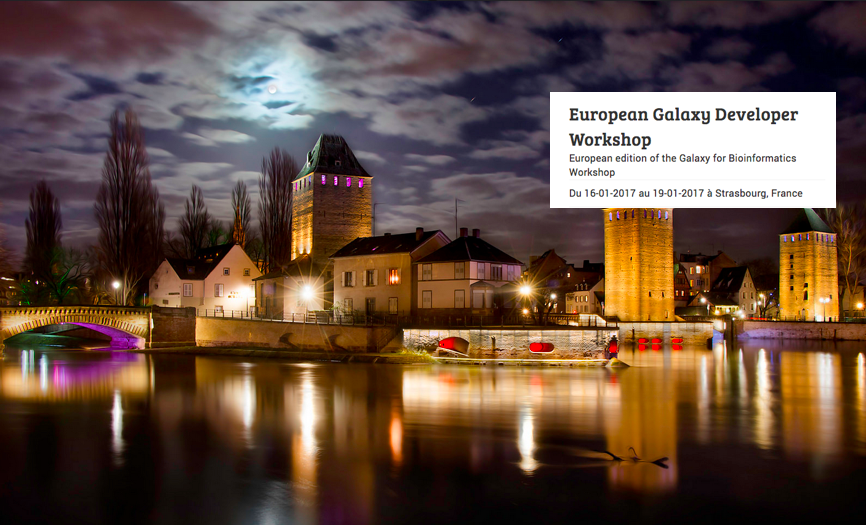 European Galaxy Developer
Workshop
European edition of the Galaxy for Bioinformatics
Workshop
Du 16-01-2017 au 19-01-2017 à Strasbourg, France